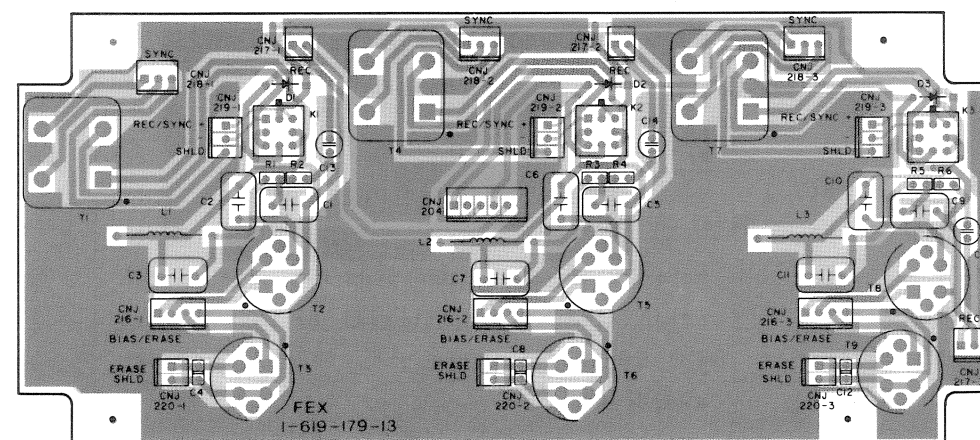 SYNC
CNJ
218-1
CNJ
217-1
REC
SYNC
CNJ
218-2
CNJ
217-2
REC
SYNC
CNJ
218-3
CNJ
219-1
REC/SYNC +
SHLD
K1
C13
T1
CNJ
219-2
REC/SYNC +
SHLD
D2
K2
C14
T4
CNJ
219-3
REC/SYNC +
SHLD
D3
K3
T7
R1 R2
C2
C1
L1
C3
T2
CNJ
216-1
BIAS/ERASE
ERASE
SHLD
CNJ
220-1
C4
T3
R3 R4
C6
C5
CNJ
204
L2
C7
T5
CNJ
216-2
BIAS/ERASE
ERASE
SHLD
C8
CNJ
220-2
T6
R5 R6
C10
C9
L3
C11
T8
CNJ
216-3
BIAS/ERASE
ERASE
SHLD
CNJ
220-3
C12
T9
REC
CNJ
FEX
1-619-179-13